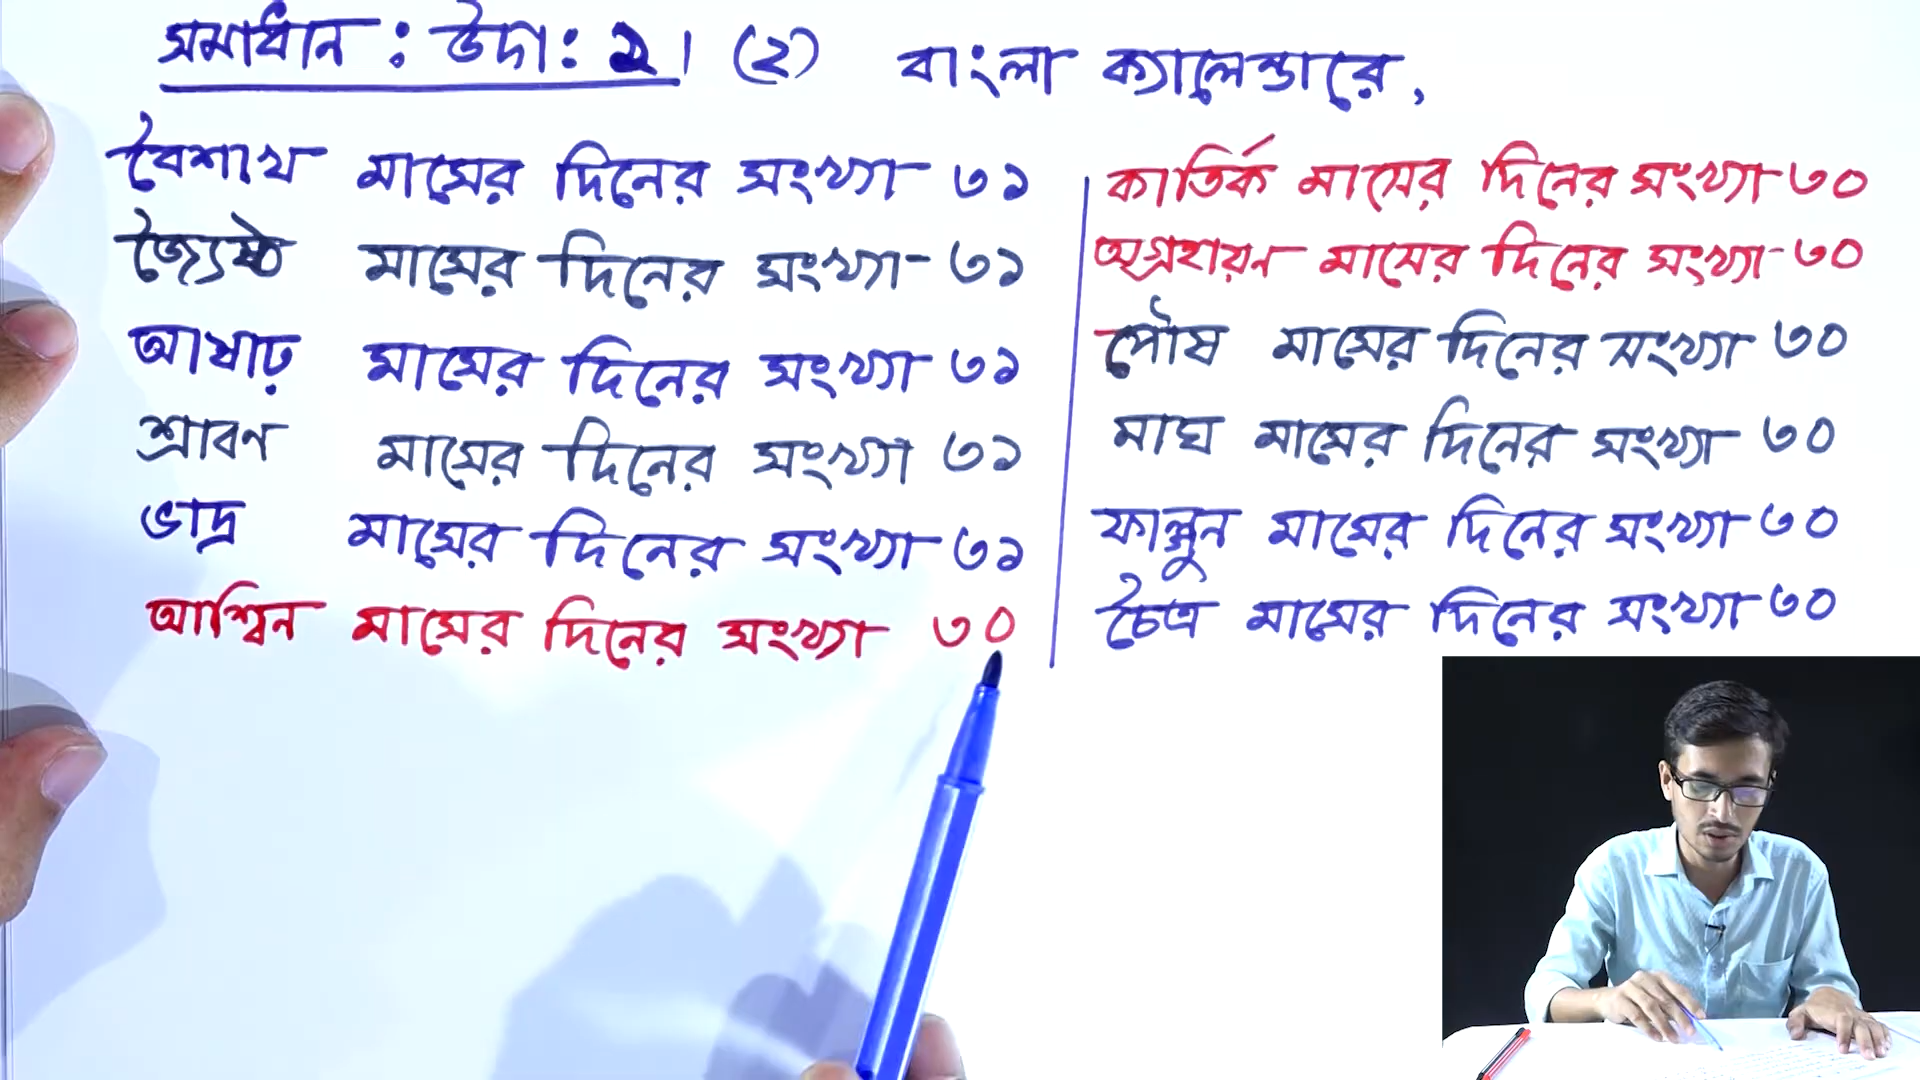 সমাধান : উদা: ১। (২) বাংলা ক্যালেন্ডারে,
বৈশাখ মাসের দিনের সংখ্যা- ৩১
জ্যৈষ্ঠ মাসের দিনের সংখ্যা- ৩১
আষাঢ় মাসের দিনের সংখ্যা- ৩১
শ্রাবণ মাসের দিনের সংখ্যা ৩১
ভাদ্র মাসের দিনের সংখ্যা- ৩১
আশ্বিন মাসের দিনের সংখ্যা ৩০
কার্তিক মাসের দিনের সংখ্যা- ৩০
অগ্রহায়ন মাসের দিনের সংখ্যা- ৩০
পৌষ মাসের দিনের সংখ্যা ৩০
মাঘ মাসের দিনের সংখ্যা ৩০
ফাল্গুন মাসের দিনের সংখ্যা- ৩০
চৈত্র মাসের দিনের সংখ্যা- ৩০